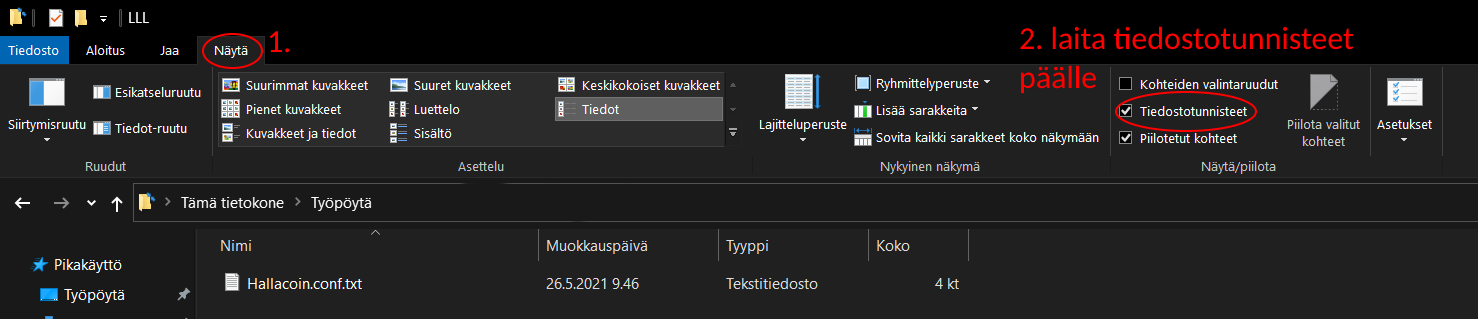 LLL
Tiedosto Aloitus Jaa Näytä 1.
2. laita tiedostotunnisteet
päälle
Siirtymisruutu
Esikatseluruutu
Tiedot-ruutu
Ruudut
Suurimmat kuvakkeet Suuret kuvakkeet Keskikokoiset kuvakkeet
Pienet kuvakkeet Luettelo Tiedot
Kuvakkeet ja tiedot Sisältö
Asettelu
Lajitteluperuste
Ryhmittelyperuste
Lisää sarakkeita
Sovita kaikki sarakkeet koko näkymään
Nykyinen näkymä
Kohteiden valintaruudut
Tiedostotunnisteet
Piilotetut kohteet
Piilota valitut
kohteet
Näytä/piilota
Asetukset
Tämä tietokone Työpöytä
Nimi Muokkauspäivä Tyyppi Koko
Pikakäyttö
Työpöytä
Hallacoin.conf.txt 26.5.2021 9.46 Tekstitiedosto 4 kt